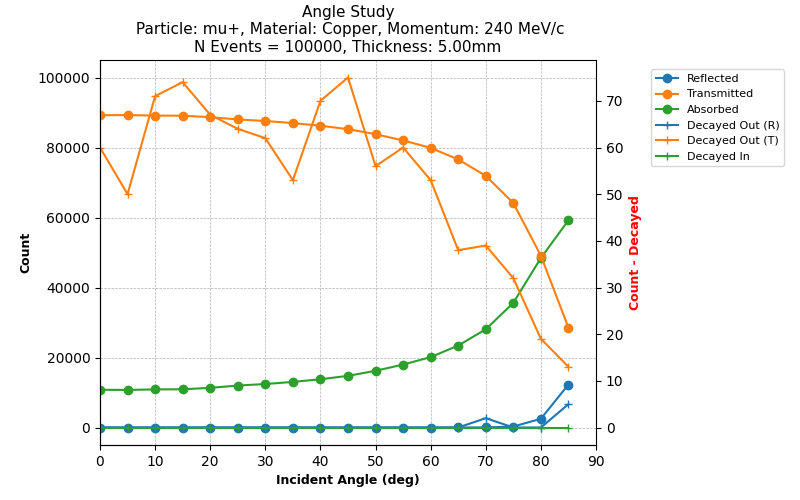 Angle Study
Particle: mu+, Material: Copper, Momentum: 240 MeV/c
N Events = 100000, Thickness: 5.00mm
100000
80000
60000
40000
20000
0
Count
0 10 20 30 40 50 60 70 80 90
Incident Angle (deg)
70
60
50
40
30
20
10
0
Count - Decayed
Reflected
Transmitted
Absorbed
Decayed Out (R)
Decayed Out (T)
Decayed In